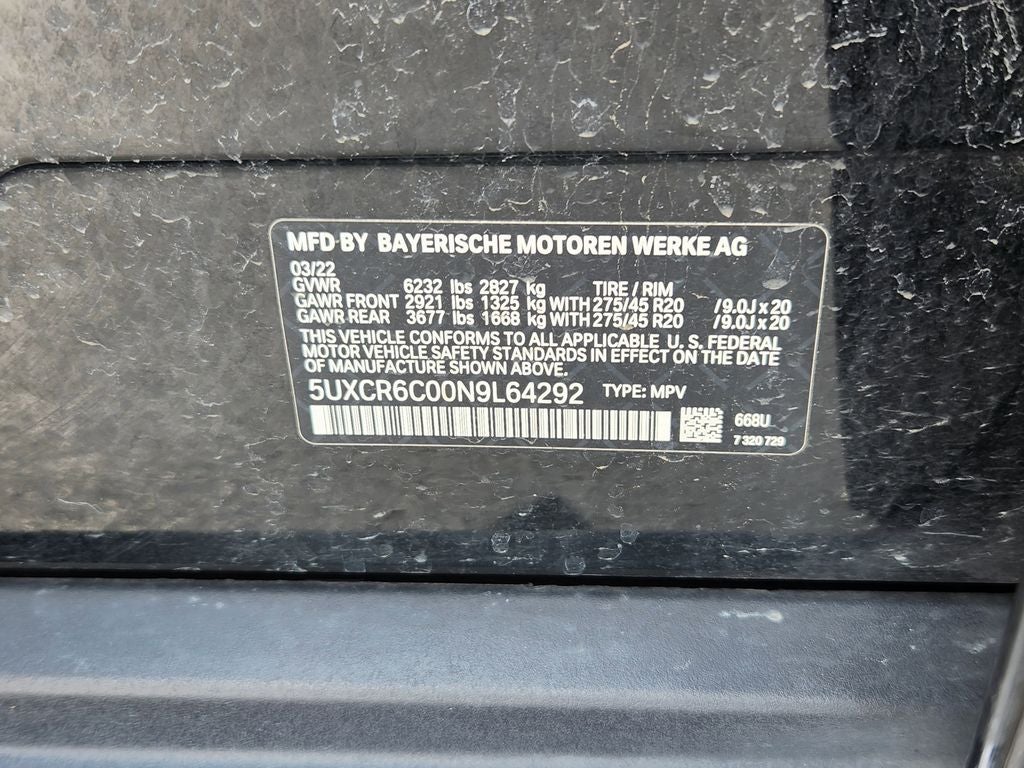 MFD BY BAYERISCHE MOTOREN WERKE AG
03/22
GVWR 6232 lbs 2827 kg TIRE / RIM
GAWR FRONT 2921 lbs 1325 kg WITH 275/45 R20 /9.0J x 20
GAWR REAR 3677 lbs 1668 kg WITH 275/45 R20 /9.0J x 20
THIS VEHICLE CONFORMS TO ALL APPLICABLE U. S. FEDERAL
MOTOR VEHICLE SAFETY STANDARDS IN EFFECT ON THE DATE
OF MANUFACTURE SHOWN ABOVE.
5UXCR6C00N9L64292 TYPE: MPV
668U
7 320 729